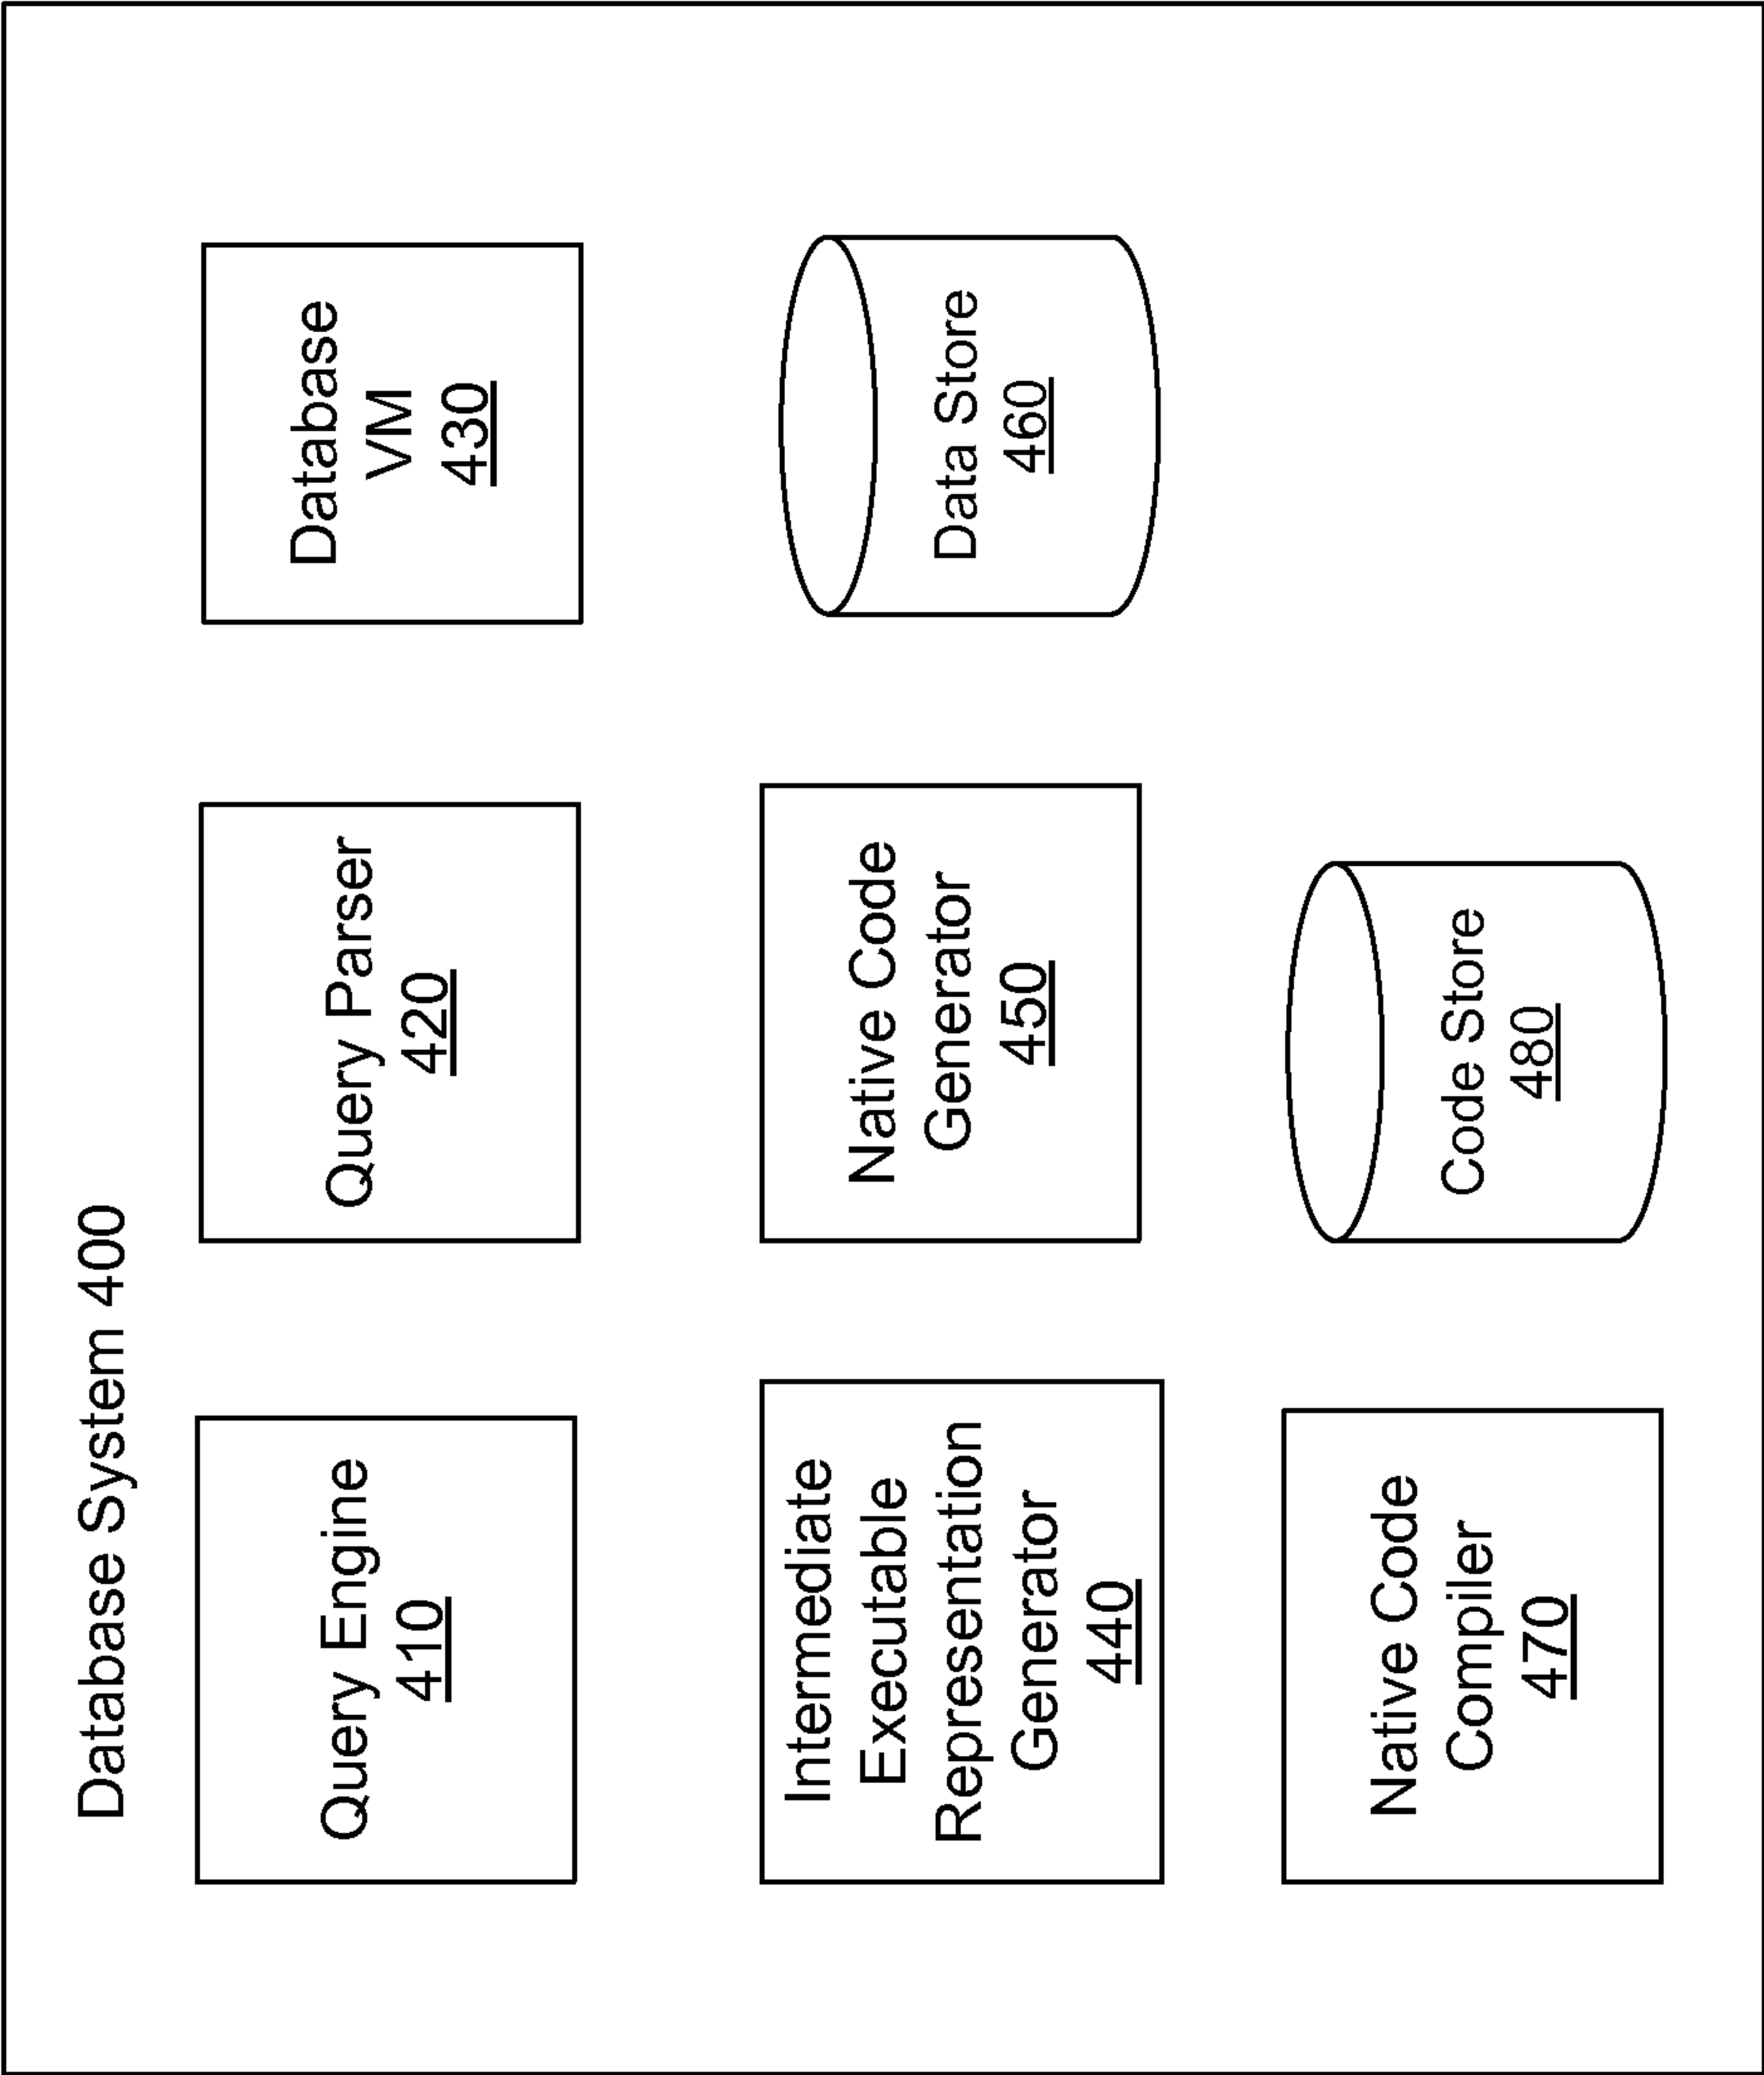 Database System 400
Query Engine
410
Query Parser
420
Database
VM
430
Intermediate
Executable
Representation
Generator
440
Native Code
Generator
450
Data Store
460
Native Code
Compiler
470
Code Store
480